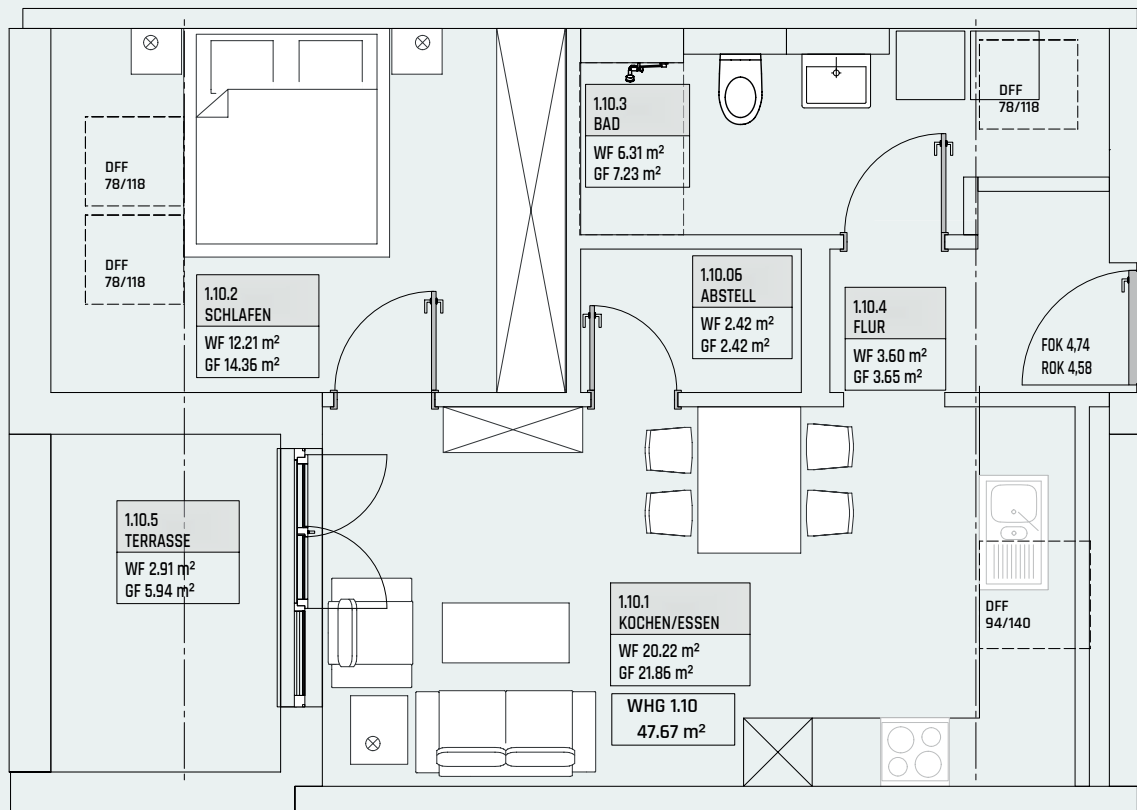 DFF
78/118
DFF
78/118
1.10.2
SCHLAFEN
WF 12.21 m²
GF 14.36 m²
1.10.3
BAD
WF 6.31 m²
GF 7.23 m²
DFF
78/118
1.10.06
ABSTELL
WF 2.42 m²
GF 2.42 m²
1.10.4
FLUR
WF 3.60 m²
GF 3.65 m²
FOK 4,74
ROK 4,58
1.10.5
TERRASSE
WF 2.91 m²
GF 5.94 m²
1.10.1
KOCHEN/ESSEN
WF 20.22 m²
GF 21.86 m²
WHG 1.10
47.67 m²
DFF
94/140